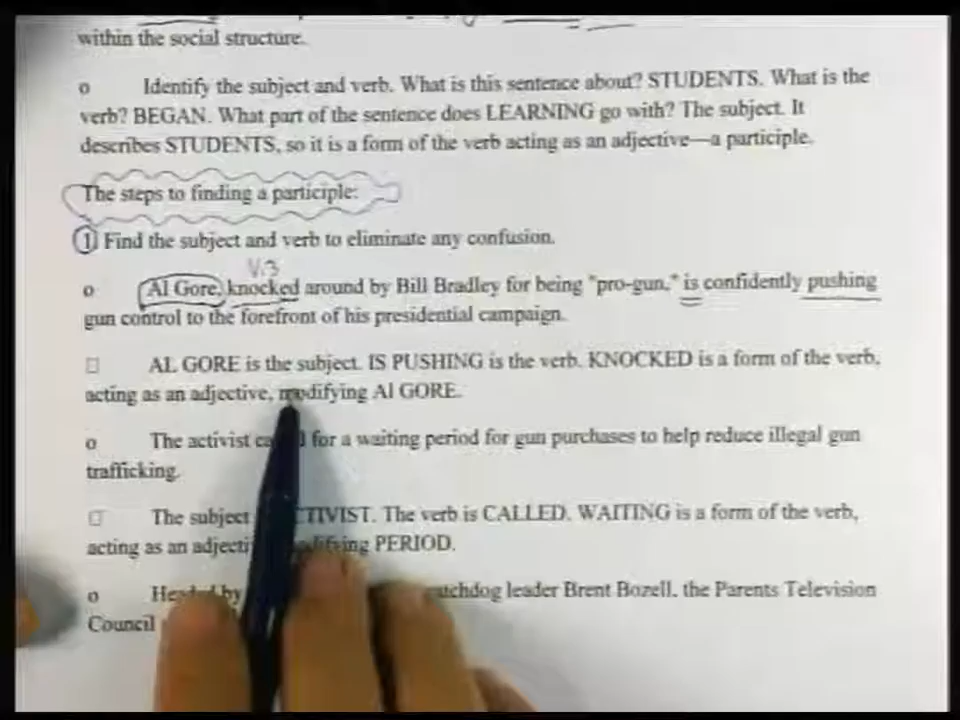 within the social structure.
o Identify the subject and verb. What is this sentence about? STUDENTS. What is the
verb? BEGAN. What part of the sentence does LEARNING go with? The subject. It
describes STUDENTS, so it is a form of the verb acting as an adjective—a participle.
The steps to finding a participle:
1 Find the subject and verb to eliminate any confusion.
V.3
o Al Gore, knocked around by Bill Bradley for being "pro-gun," is confidently pushing
gun control to the forefront of his presidential campaign.
AL GORE is the subject. IS PUSHING is the verb. KNOCKED is a form of the verb,
acting as an adjective, modifying Al GORE.
o The activist for a waiting period for gun purchases to help reduce illegal gun
trafficking.
The subject The verb is CALLED. WAITING is a form of the verb,
acting as an PERIOD.
o by leader Brent Bozell, the Parents Television
Council